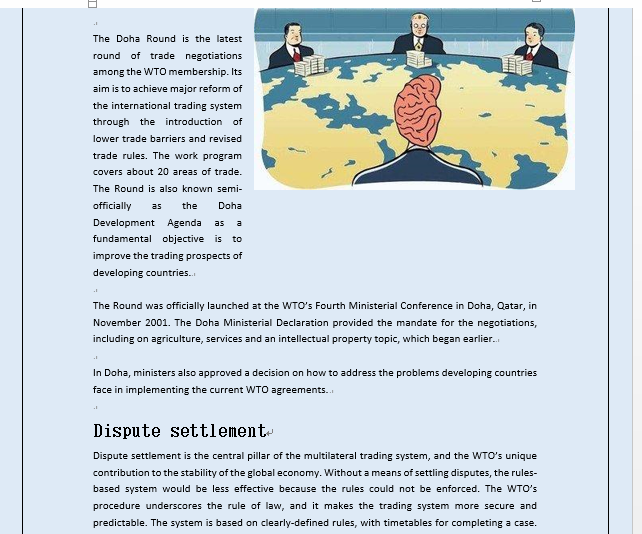 The Doha Round is the latest
round of trade negotiations
among the WTO membership. Its
aim is to achieve major reform of
the international trading system
through the introduction of
lower trade barriers and revised
trade rules. The work program
covers about 20 areas of trade.
The Round is also known semi-
officially as the Doha
Development Agenda as a
fundamental objective is to
improve the trading prospects of
developing countries.
The Round was officially launched at the WTO's Fourth Ministerial Conference in Doha, Qatar, in
November 2001. The Doha Ministerial Declaration provided the mandate for the negotiations,
including on agriculture, services and an intellectual property topic, which began earlier.
In Doha, ministers also approved a decision on how to address the problems developing countries
face in implementing the current WTO agreements.
Dispute settlement
Dispute settlement is the central pillar of the multilateral trading system, and the WTO's unique
contribution to the stability of the global economy. Without a means of settling disputes, the rules-
based system would be less effective because the rules could not be enforced. The WTO's
procedure underscores the rule of law, and it makes the trading system more secure and
predictable. The system is based on clearly-defined rules, with timetables for completing a case.